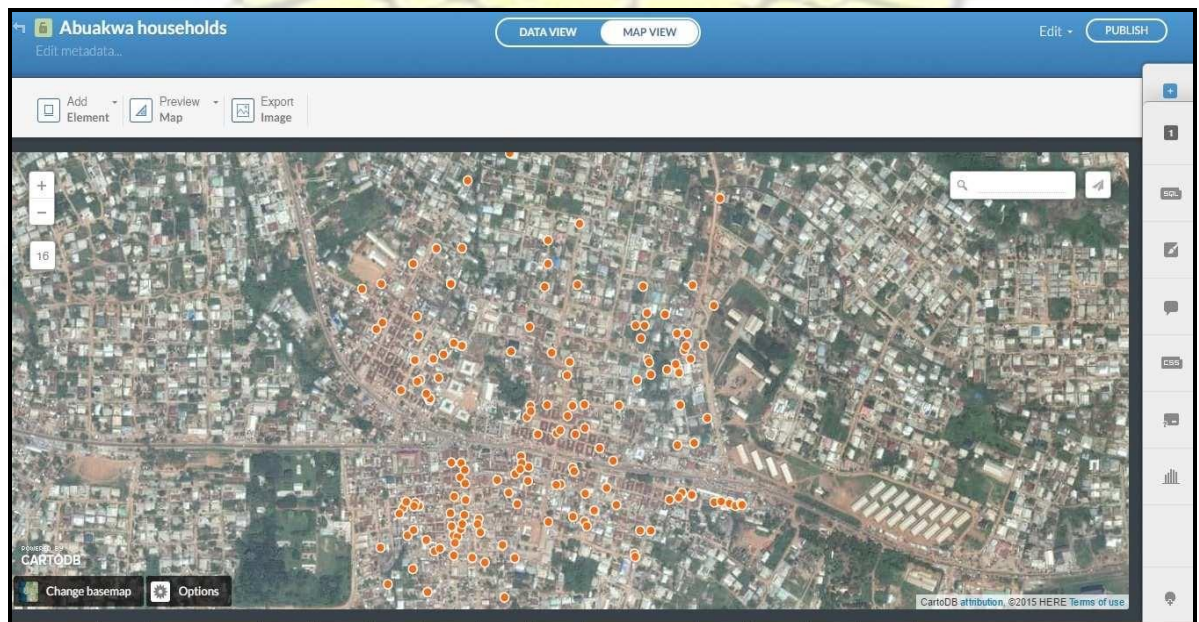 Abuakwa households
Edit metadata...
DATA VIEW
MAP VIEW
Edit
PUBLISH
Add
Element
Preview
Map
Export
Image
+
1
+
−
16
SQL
CSS
POWERED BY
CARTODB
Change basemap
Options
CartoDB attribution, ©2015 HERE Terms of use